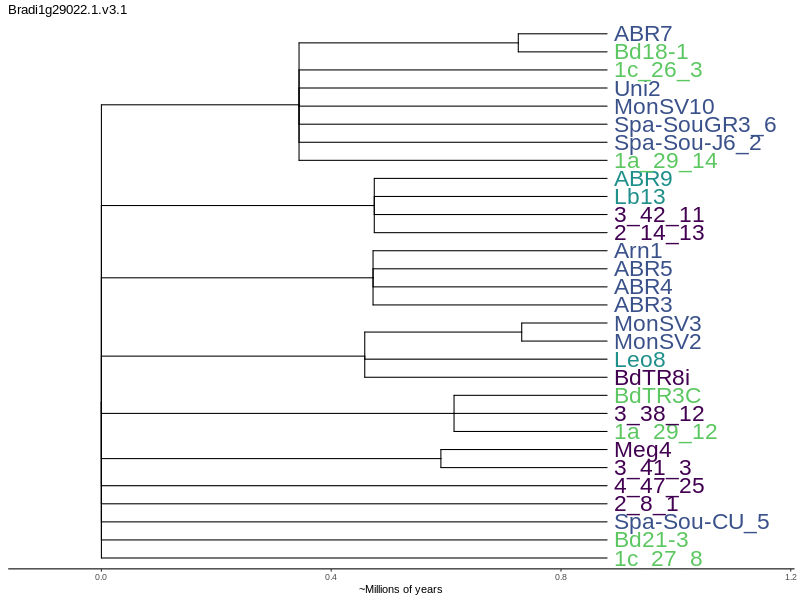 Bradi1g29022.1.v3.1
ABR7
Bd18-1
1c_26_3
Uni2
MonSV10
Spa-SouGR3_6
Spa-Sou-J6_2
1a_29_14
ABR9
Lb13
3_42_11
2_14_13
Arn1
ABR5
ABR4
ABR3
MonSV3
MonSV2
Leo8
BdTR8i
BdTR3C
3_38_12
1a_29_12
Meg4
3_41_3
4_47_25
2_8_1
Spa-Sou-CU_5
Bd21-3
1c_27_8
0.0 0.4 0.8 1.2
~Millions of years